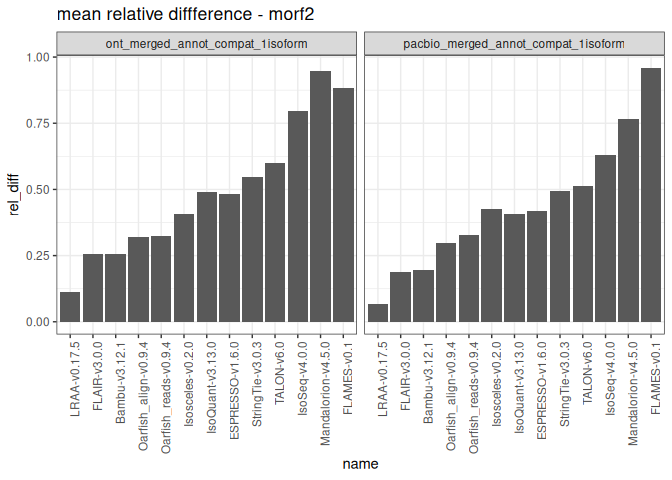 mean relative diffference - morf2
ont_merged_annot_compat_1isoform
pacbio_merged_annot_compat_1isoform
rel_diff
1.00
0.75
0.50
0.25
0.00
LRAA-v0.17.5
FLAIR-v3.0.0
Bambu-v3.12.1
Oarfish_align-v0.9.4
Oarfish_reads-v0.9.4
Isosceles-v0.2.0
IsoQuant-v3.13.0
ESPRESSO-v1.6.0
StringTie-v3.0.3
TALON-v6.0
IsoSeq-v4.0.0
Mandalorion-v4.5.0
FLAMES-v0.1
LRAA-v0.17.5
FLAIR-v3.0.0
Bambu-v3.12.1
Oarfish_align-v0.9.4
Oarfish_reads-v0.9.4
Isosceles-v0.2.0
IsoQuant-v3.13.0
ESPRESSO-v1.6.0
StringTie-v3.0.3
TALON-v6.0
IsoSeq-v4.0.0
Mandalorion-v4.5.0
FLAMES-v0.1
name